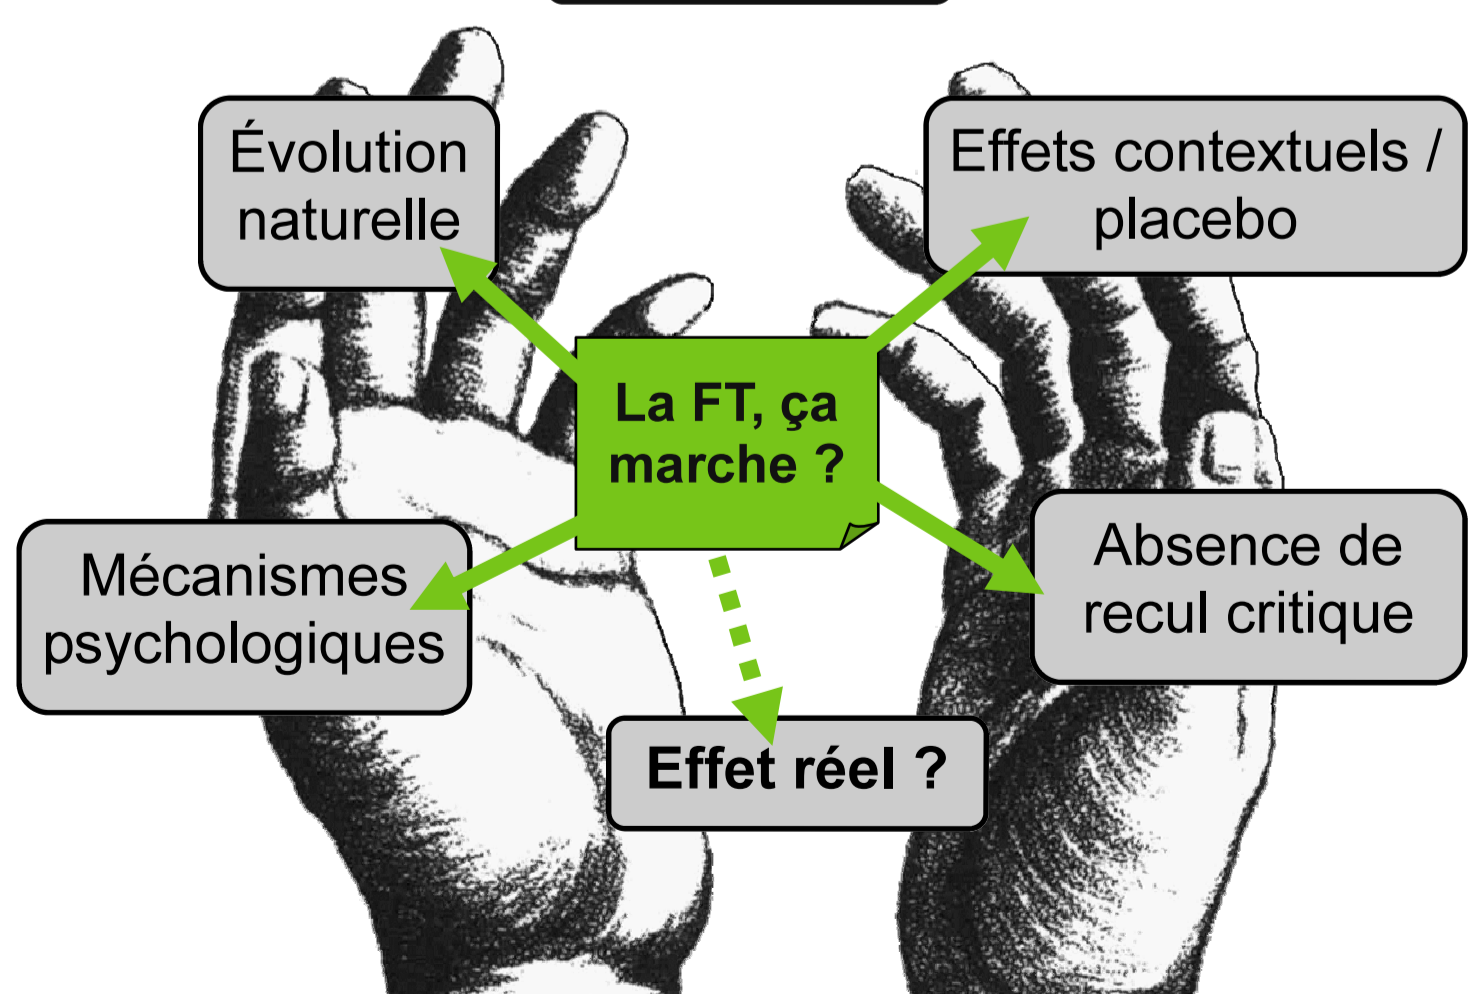 Évolution
naturelle
Effets contextuels /
placebo
La FT, ça
marche ?
Mécanismes
psychologiques
Absence de
recul critique
Effet réel ?